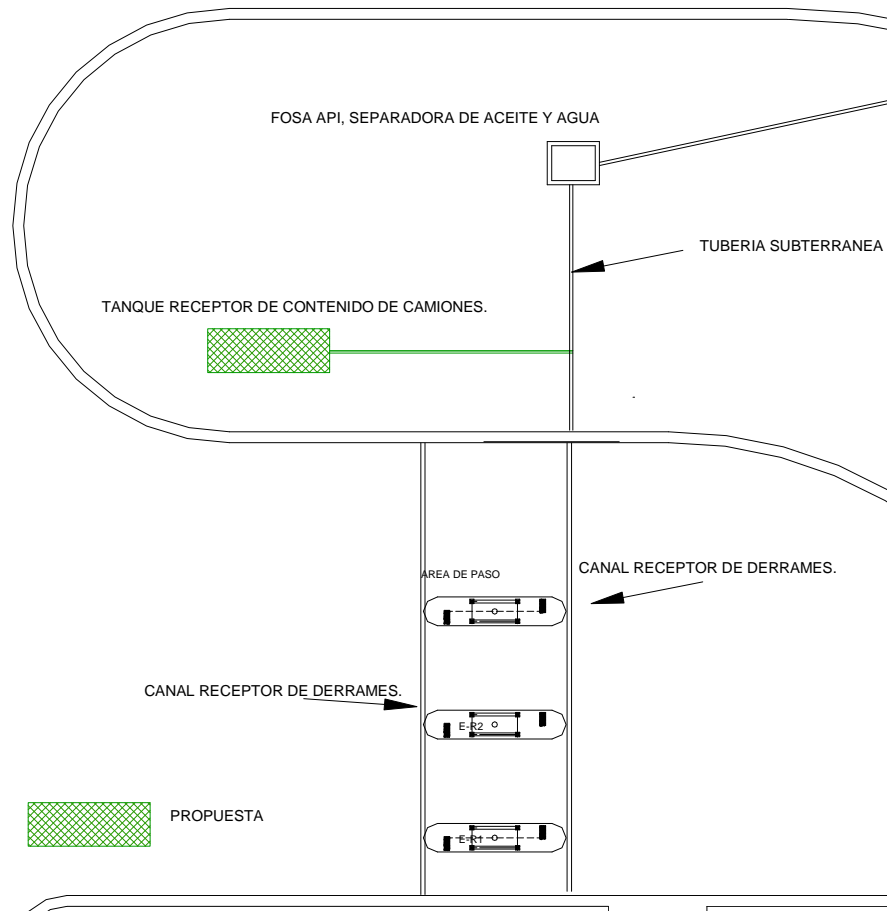 FOSA API, SEPARADORA DE ACEITE Y AGUA
TUBERIA SUBTERRANEA
TANQUE RECEPTOR DE CONTENIDO DE CAMIONES.
AREA DE PASO
CANAL RECEPTOR DE DERRAMES.
CANAL RECEPTOR DE DERRAMES.
E-R2
PROPUESTA
E-R1